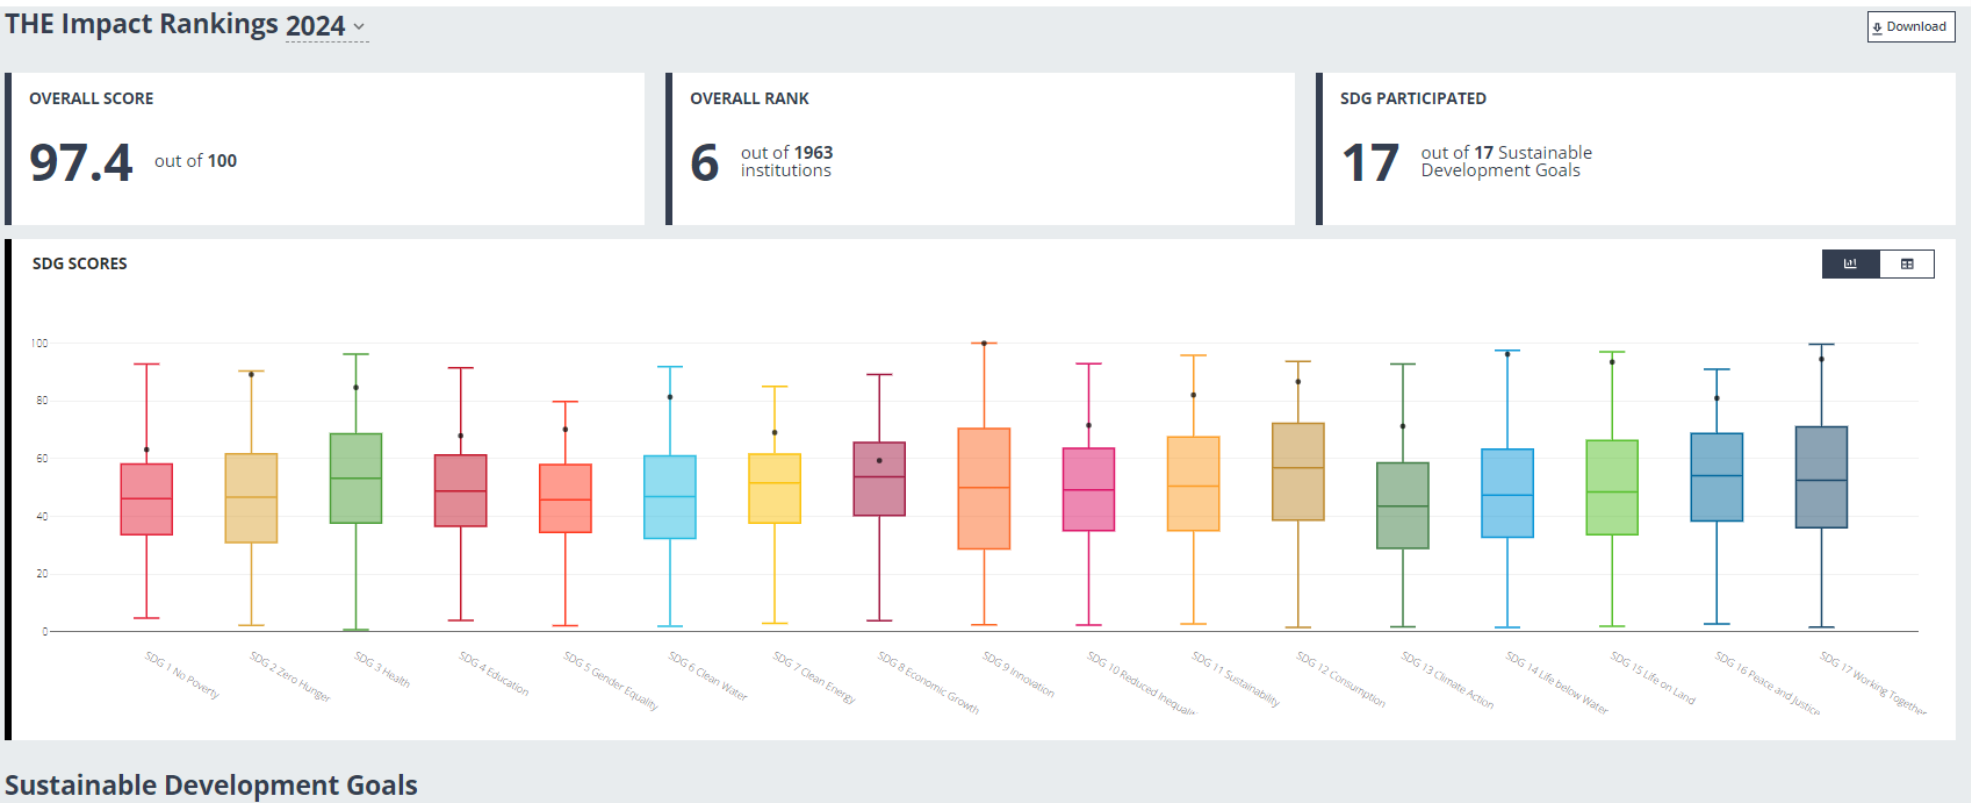 THE Impact Rankings 2024
Download
OVERALL SCORE
97.4 out of 100
OVERALL RANK
6 out of 1963
institutions
SDG PARTICIPATED
17 out of 17 Sustainable
Development Goals
SDG SCORES
100
80
60
40
20
0
SDG 1 No Poverty
SDG 2 Zero Hunger
SDG 3 Health
SDG 4 Education
SDG 5 Gender Equality
SDG 6 Clean Water
SDG 7 Clean Energy
SDG 8 Economic Growth
SDG 9 Innovation
SDG 10 Reduced Inequali
SDG 11 Sustainability
SDG 12 Consumption
SDG 13 Climate Action
SDG 14 Life below Water
SDG 15 Life on Land
SDG 16 Peace and Justice
SDG 17 Working Together
Sustainable Development Goals